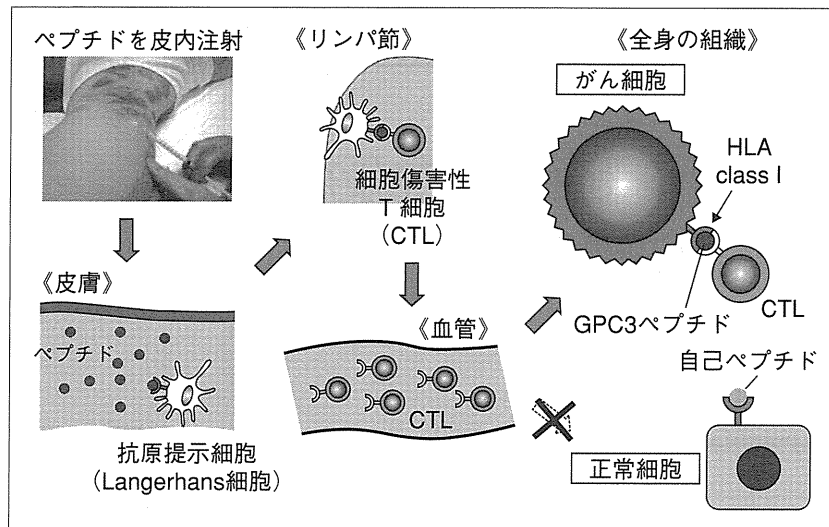 ペプチドを皮内注射
《皮膚》
ペプチド
抗原提示細胞
(Langerhans細胞)
《リンパ節》
細胞傷害性
T 細胞
(CTL)
《血管》
CTL
《全身の組織》
がん細胞
HLA
class I
CTL
GPC3ペプチド
自己ペプチド
正常細胞